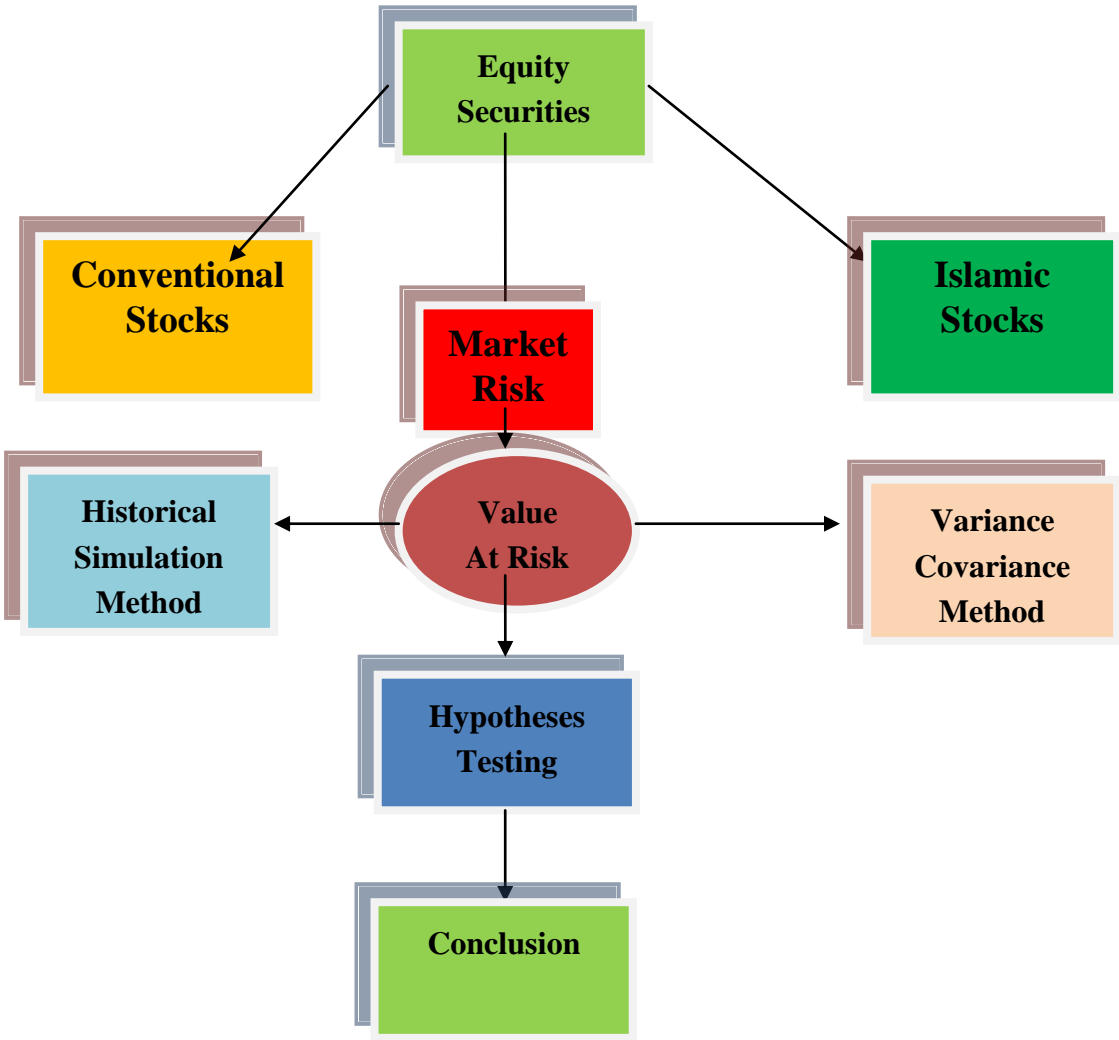 Equity
Securities
Conventional
Stocks
Islamic
Stocks
Market
Risk
Historical
Simulation
Method
Value
At Risk
Variance
Covariance
Method
Hypotheses
Testing
Conclusion